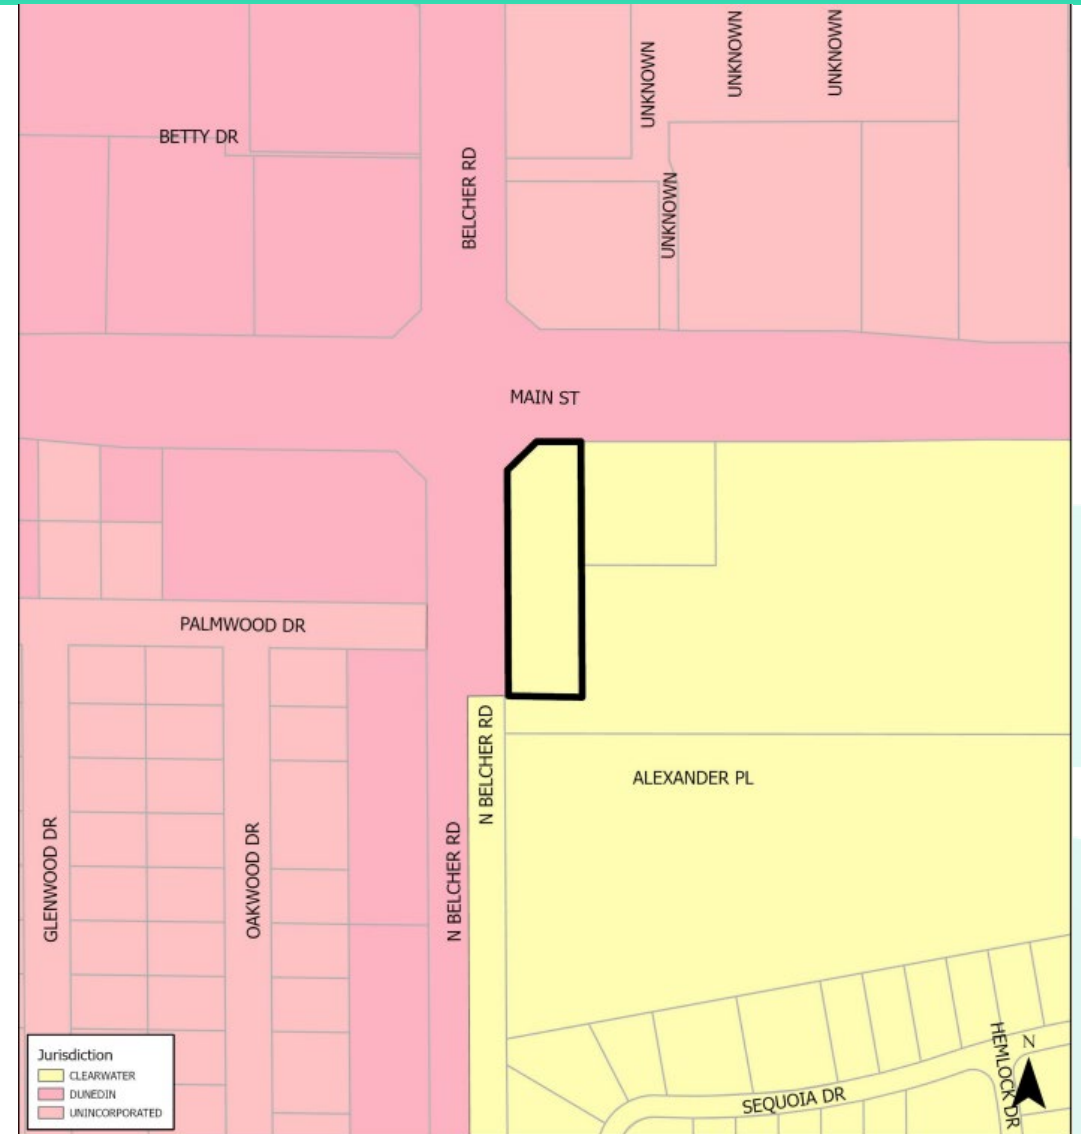 UNKNOWN
UNKNOWN
UNKNOWN
BETTY DR
BELCHER RD
UNKNOWN
MAIN ST
PALMWOOD DR
N BELCHER RD
ALEXANDER PL
GLENWOOD DR
OAKWOOD DR
N BELCHER RD
SEQUOIA DR
HEMLOCK DR
N
Jurisdiction
CLEARWATER
DUNEDIN
UNINCORPORATED